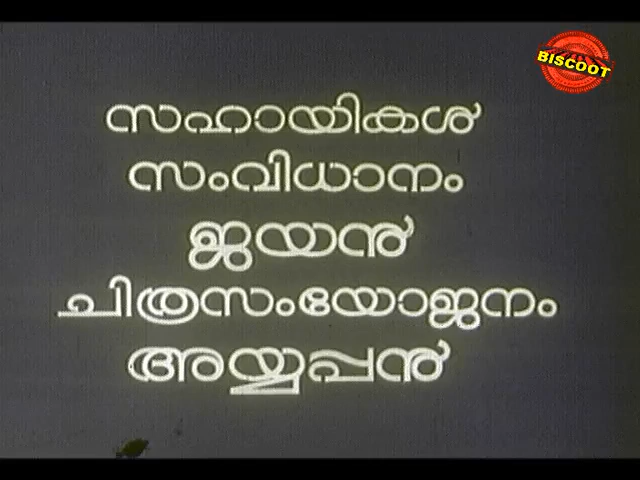 BISCOOT
സഹായികൾ
സംവിധാനം
ജയൻ
ചിത്രസംയോജനം
അയ്യപ്പൻ